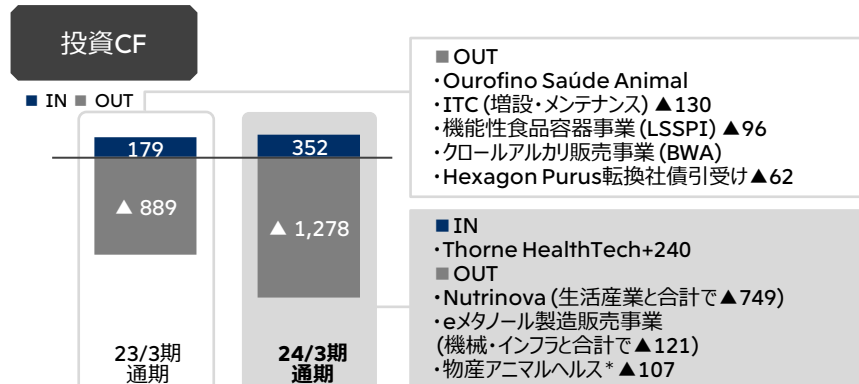 投資CF
■ IN ■ OUT
179
▲ 889
23/3期
通期
352
▲ 1,278
24/3期
通期
■ OUT
・Ourofino Saúde Animal
・ITC (増設・メンテナンス) ▲130
・機能性食品容器事業 (LSSPI) ▲96
・クロールアルカリ販売事業 (BWA)
・Hexagon Purus転換社債引受け▲62
■ IN
・Thorne HealthTech+240
■ OUT
・Nutrinova (生活産業と合計で▲749)
・eメタノール製造販売事業
(機械・インフラと合計で▲121)
・物産アニマルヘルス* ▲107